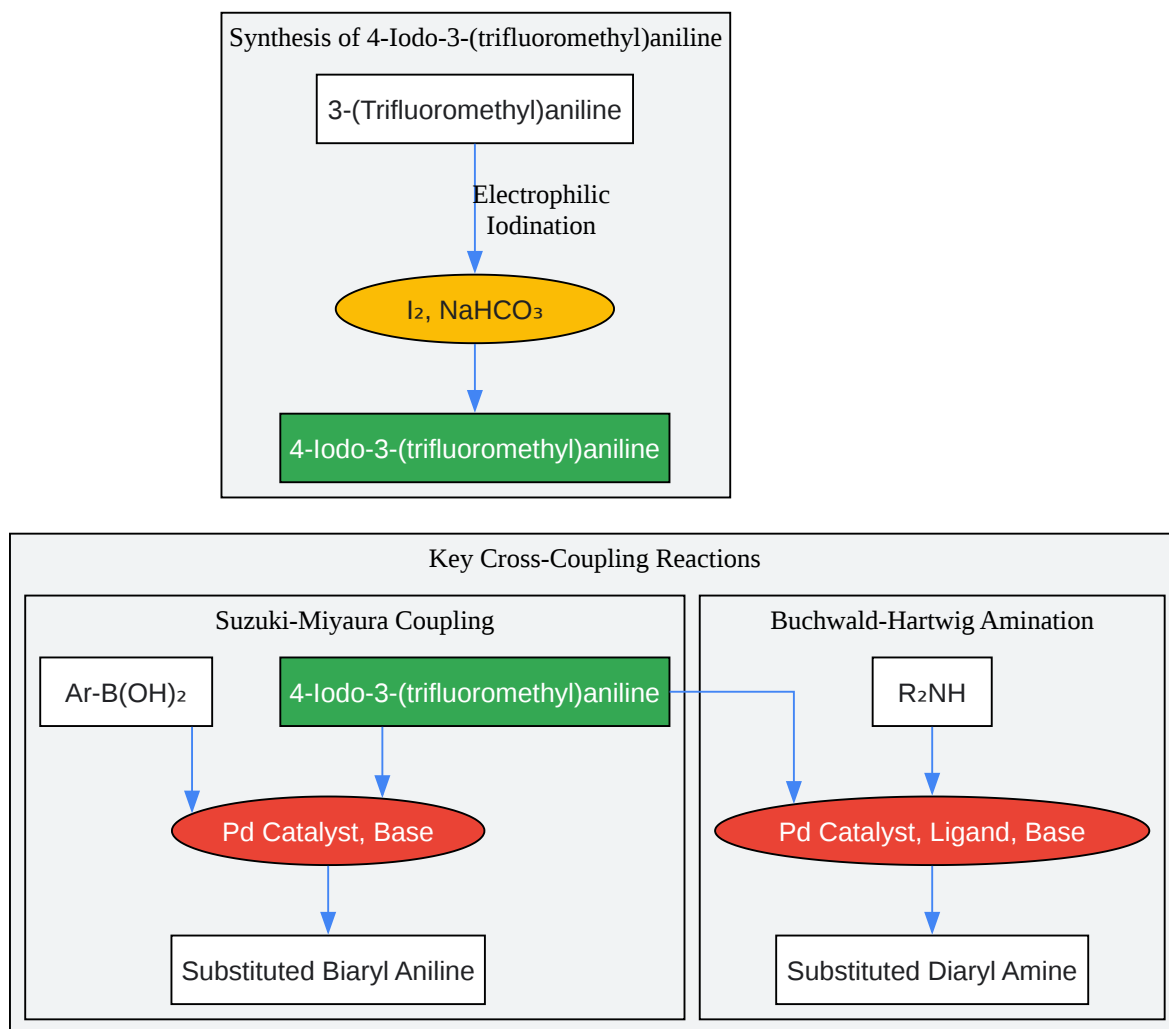 Synthesis of 4-Iodo-3-(trifluoromethyl)aniline
3-(Trifluoromethyl)aniline
Electrophilic
Iodination
I₂, NaHCO₃
4-Iodo-3-(trifluoromethyl)aniline
Key Cross-Coupling Reactions
Suzuki-Miyaura Coupling
Ar-B(OH)₂
4-Iodo-3-(trifluoromethyl)aniline
Pd Catalyst, Base
Substituted Biaryl Aniline
Buchwald-Hartwig Amination
R₂NH
Pd Catalyst, Ligand, Base
Substituted Diaryl Amine